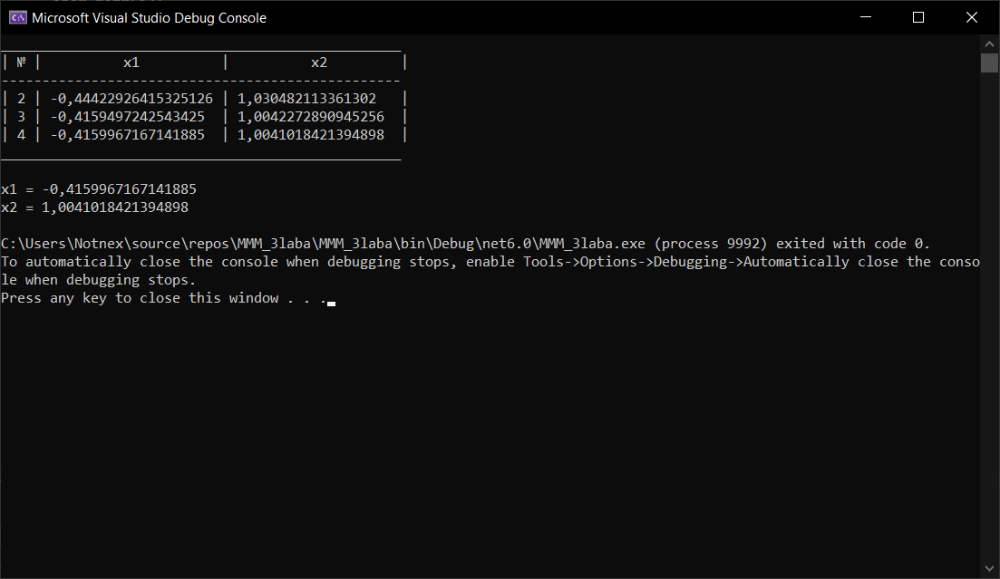 Microsoft Visual Studio Debug Console
| № | x1 | x2 |
-------------------------------------------------
| 2 | -0,44422926415325126 | 1,030482113361302 |
| 3 | -0,4159497242543425 | 1,0042272890945256 |
| 4 | -0,4159967167141885 | 1,0041018421394898 |
x1 = -0,4159967167141885
x2 = 1,0041018421394898
C:\Users\Notnex\source\repos\MMM_3laba\MMM_3laba\bin\Debug\net6.0\MMM_3laba.exe (process 9992) exited with code 0.
To automatically close the console when debugging stops, enable Tools->Options->Debugging->Automatically close the conso
le when debugging stops.
Press any key to close this window . . .